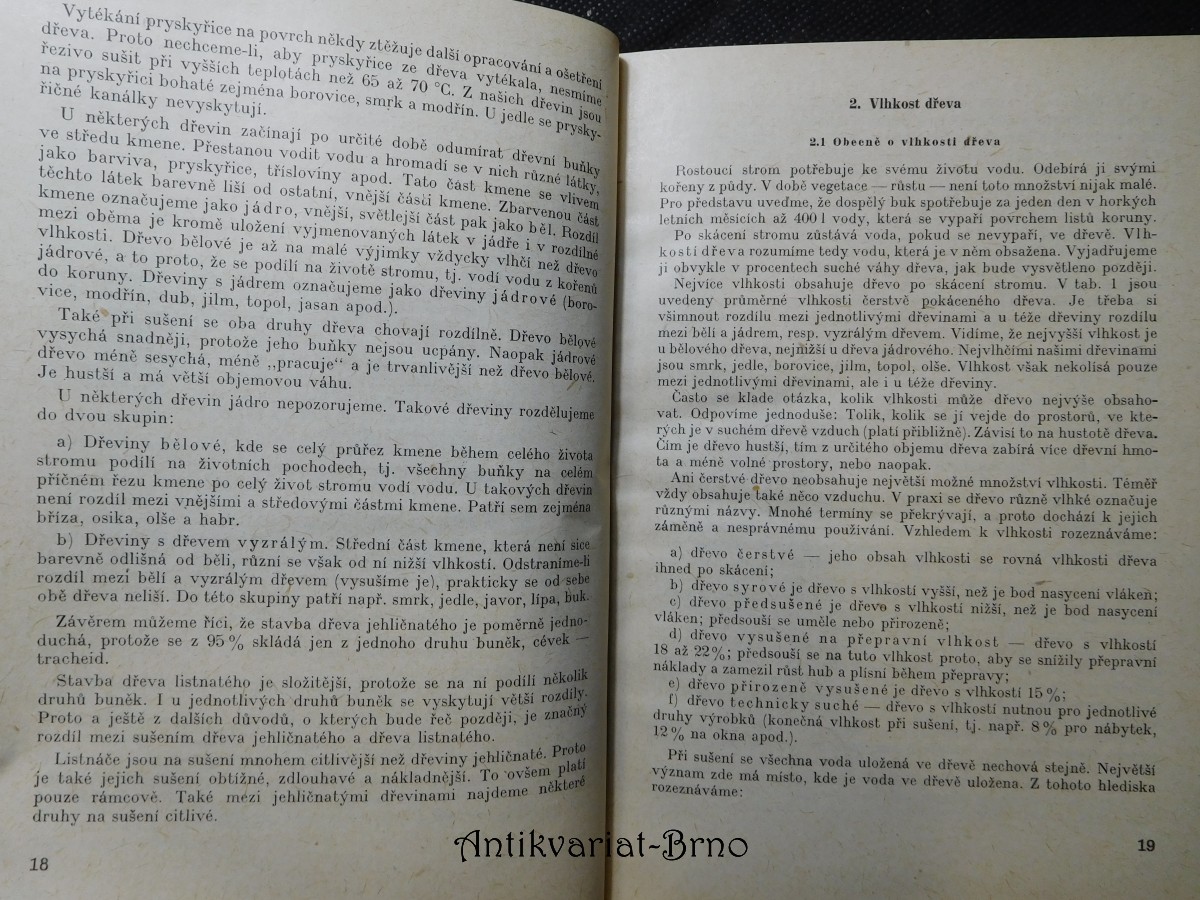 Vytékání pryskyřice na povrch někdy ztěžuje další opracování a ošetření
dřeva. Proto nechceme-li, aby pryskyřice ze dřeva vytékala, nesmíme
řezivo sušit při vyšších teplotách než 65 až 70 °C. Z našich dřevin jsou
na pryskyřici bohaté zejména borovice, smrk a modřín. U jedle se prysky-
řičné kanálky nevyskytují.
U některých dřevin začínají po určité době odumírat dřevní buňky
ve středu kmene. Přestanou vodit vodu a hromadí se v nich různé látky,
jako barviva, pryskyřice, třísloviny apod. Tato část kmene se vlivem
těchto látek barevně liší od ostatní, vnější části kmene. Zbarvenou část
kmene označujeme jako jádro, vnější, světlejší část pak jako běl. Rozdíl
mezi oběma je kromě uložení vyjmenovaných látek v jádře i v rozdílné
vlhkosti. Dřevo bělové je až na malé výjimky vždycky vlhčí než dřevo
jádrové, a to proto, že se podílí na životě stromu, tj. vodí vodu z kořenů
do koruny. Dřeviny s jádrem označujeme jako dřeviny jádrové (boro-
vice, modřín, dub, jilm, topol, jasan apod.).
Také při sušení se oba druhy dřeva chovají rozdílně. Dřevo bělové
vysychá snadněji, protože jeho buňky nejsou ucpány. Naopak jádrové
dřevo méně sesychá, méně „pracuje“ a je trvanlivější než dřevo bělové.
Je hustší a má větší objemovou váhu.
U některých dřevin jádro nepozorujeme. Takové dřeviny rozdělujeme
do dvou skupin:
a) Dřeviny bělové, kde se celý průřez kmene během celého života
stromu podílí na životních pochodech, tj. všechny buňky na celém
příčném řezu kmene po celý život stromu vodí vodu. U takových dřevin
není rozdíl mezi vnějšími a středovými částmi kmene. Patří sem zejména
bříza, osika, olše a habr.
b) Dřeviny s dřevem vyzrálým. Střední část kmene, která není sice
barevně odlišná od běli, různí se však od ní nižší vlhkostí. Odstraníme-li
rozdíl mezí bělí a vyzrálým dřevem (vysušíme je), prakticky se od sebe
obě dřeva neliší. Do této skupiny patří např. smrk, jedle, javor, lípa, buk.
Závěrem můžeme říci, že stavba dřeva jehličnatého je poměrně jedno-
duchá, protože se z 95 % skládá jen z jednoho druhu buněk, cévek —
tracheid.
Stavba dřeva listnatého je složitější, protože se na ní podílí několik
druhů buněk. I u jednotlivých druhů buněk se vyskytují větší rozdíly.
Proto a ještě z dalších důvodů, o kterých bude řeč později, je značný
rozdíl mezi sušením dřeva jehličnatého a dřeva listnatého.
Listnáče jsou na sušení mnohem citlivější než dřeviny jehličnaté. Proto
je také jejich sušení obtížné, zdlouhavé a nákladnější. To ovšem platí
pouze rámcově. Také mezi jehličnatými dřevinami najdeme některé
druhy na sušení citlivé.
18
2. Vlhkost dřeva
2.1 Obecně o vlhkosti dřeva
Rostoucí strom potřebuje ke svému životu vodu. Odebírá ji svými
kořeny z půdy. V době vegetace — růstu — není toto množství nijak malé.
Pro představu uveďme, že dospělý buk spotřebuje za jeden den v horkých
letních měsících až 400 l vody, která se vypaří povrchem listů koruny.
Po skácení stromu zůstává voda, pokud se nevypaří, ve dřevě. Vlh-
kostí dřeva rozumíme tedy vodu, která je v něm obsažena. Vyjadřujeme
ji obvykle v procentech suché váhy dřeva, jak bude vysvětleno později.
Nejvíce vlhkosti obsahuje dřevo po skácení stromu. V tab. 1 jsou
uvedeny průměrné vlhkosti čerstvě pokáceného dřeva. Je třeba si
všimnout rozdílu mezi jednotlivými dřevinami a u téže dřeviny rozdílu
mezi bělí a jádrem, resp. vyzrálým dřevem. Vidíme, že nejvyšší vlhkost je
u bělového dřeva, nejnižší u dřeva jádrového. Nejvlhčími našimi dřevinami
jsou smrk, jedle, borovice, jilm, topol, olše. Vlhkost však nekolísá pouze
mezi jednotlivými dřevinami, ale i u téže dřeviny.
Často se klade otázka, kolik vlhkosti může dřevo nejvýše obsaho-
vat. Odpovíme jednoduše: Tolik, kolik se jí vejde do prostorů, ve kte-
rých je v suchém dřevě vzduch (platí přibližně). Závisí to na hustotě dřeva.
Čím je dřevo hustší, tím z určitého objemu dřeva zabírá více dřevní hmo-
ta a méně volné prostory, nebo naopak.
Ani čerstvé dřevo neobsahuje největší možné množství vlhkosti. Téměř
vždy obsahuje také něco vzduchu. V praxi se dřevo různě vlhké označuje
různými názvy. Mnohé termíny se překrývají, a proto dochází k jejich
záměně a nesprávnému používání. Vzhledem k vlhkosti rozeznáváme:
a) dřevo čerstvé — jeho obsah vlhkosti se rovná vlhkosti dřeva
ihned po skácení;
b) dřevo syrové je dřevo s vlhkostí vyšší, než je bod nasycení vláken;
c) dřevo předsušené je dřevo s vlhkostí nižší, než je bod nasycení
vláken; předsouší se uměle nebo přirozeně;
d) dřevo vysušené na přepravní vlhkost — dřevo s vlhkostí
18 až 22 %; předsouší se na tuto vlhkost proto, aby se snížily přepravní
náklady a zamezil růst hub a plísní během přepravy;
e) dřevo přirozeně vysušené je dřevo s vlhkostí 15 %;
f) dřevo technicky suché — dřevo s vlhkostí nutnou pro jednotlivé
druhy výrobků (konečná vlhkost při sušení, tj. např. 8 % pro nábytek,
12 % na okna apod.).
Při sušení se všechna voda uložená ve dřevě nechová stejně. Největší
význam zde má místo, kde je voda ve dřevě uložena. Z tohoto hlediska
rozeznáváme:
19
Antikvariat-Brno